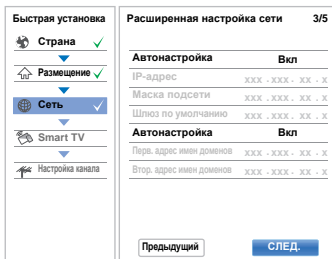 Быстрая установка
Страна
Размещение
Сеть
Smart TV
Настройка канала
Расширенная настройка сети 3/5
Автонастройка Вкл
IP-адрес xxx . xxx . xx . x
Маска подсети xxx . xxx . xx . x
Шлюз по умолчанию xxx . xxx . xx . x
Автонастройка Вкл
Перв. адрес имен доменов xxx . xxx . xx . x
Втор. адрес имен доменов xxx . xxx . xx . x
Предыдущий СЛЕД.